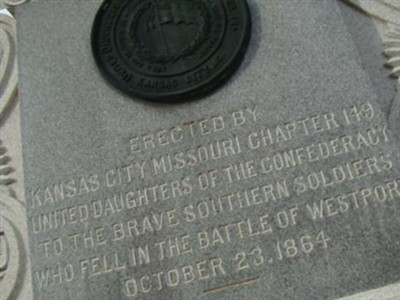 ERECTED BY
KANSAS CITY MISSOURI CHAPTER 149
UNITED DAUGHTERS OF THE CONFEDERACY
TO THE BRAVE SOUTHERN SOLDIERS
WHO FELL IN THE BATTLE OF WESTPOR
OCTOBER 23.1864